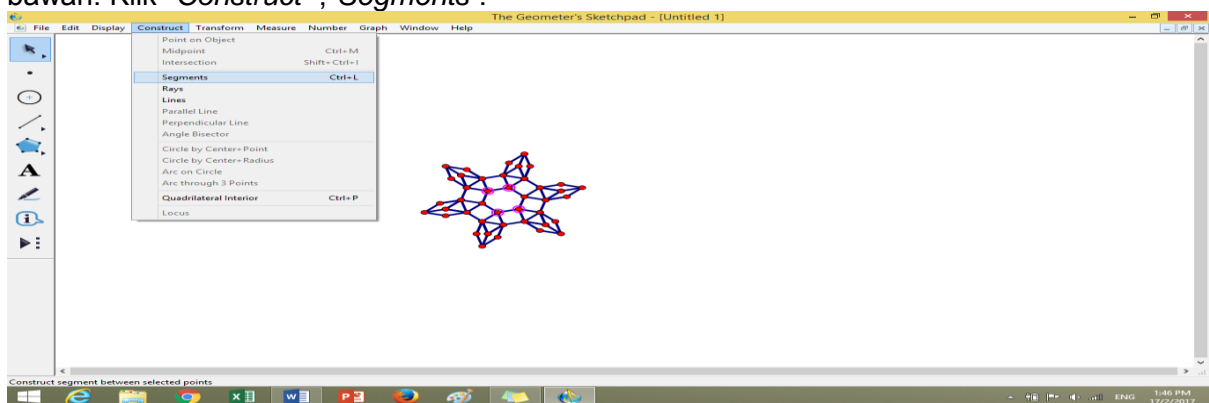 bawah. Klik "Construct", Segments".
The Geometer's Sketchpad - [Untitled 1]
File Edit Display Construct Transform Measure Number Graph Window Help
Point on Object
Midpoint Ctrl+M
Intersection Shift+Ctrl+I
Segments Ctrl+L
Rays
Lines
Parallel Line
Perpendicular Line
Angle Bisector
Circle by Center+Point
Circle by Center+Radius
Arc on Circle
Arc through 3 Points
Quadrilateral Interior Ctrl+P
Locus
A
Construct segment between selected points
ENG
1:46 PM
17/2/2017